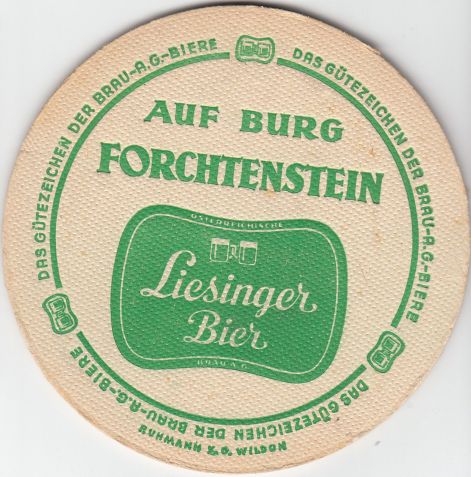 DAS GÜTEZEICHEN DER BRAU-A.G.-BIERE
DAS GÜTEZEICHEN DER BRAU-A.G.-BIERE
DAS GÜTEZEICHEN DER BRAU-A.G.-BIERE
AUF BURG
FORCHTENSTEIN
ÖSTERREICHISCHE
Liesinger
Bier
BRAU A.G.
RUHMANN K.G. WILDON